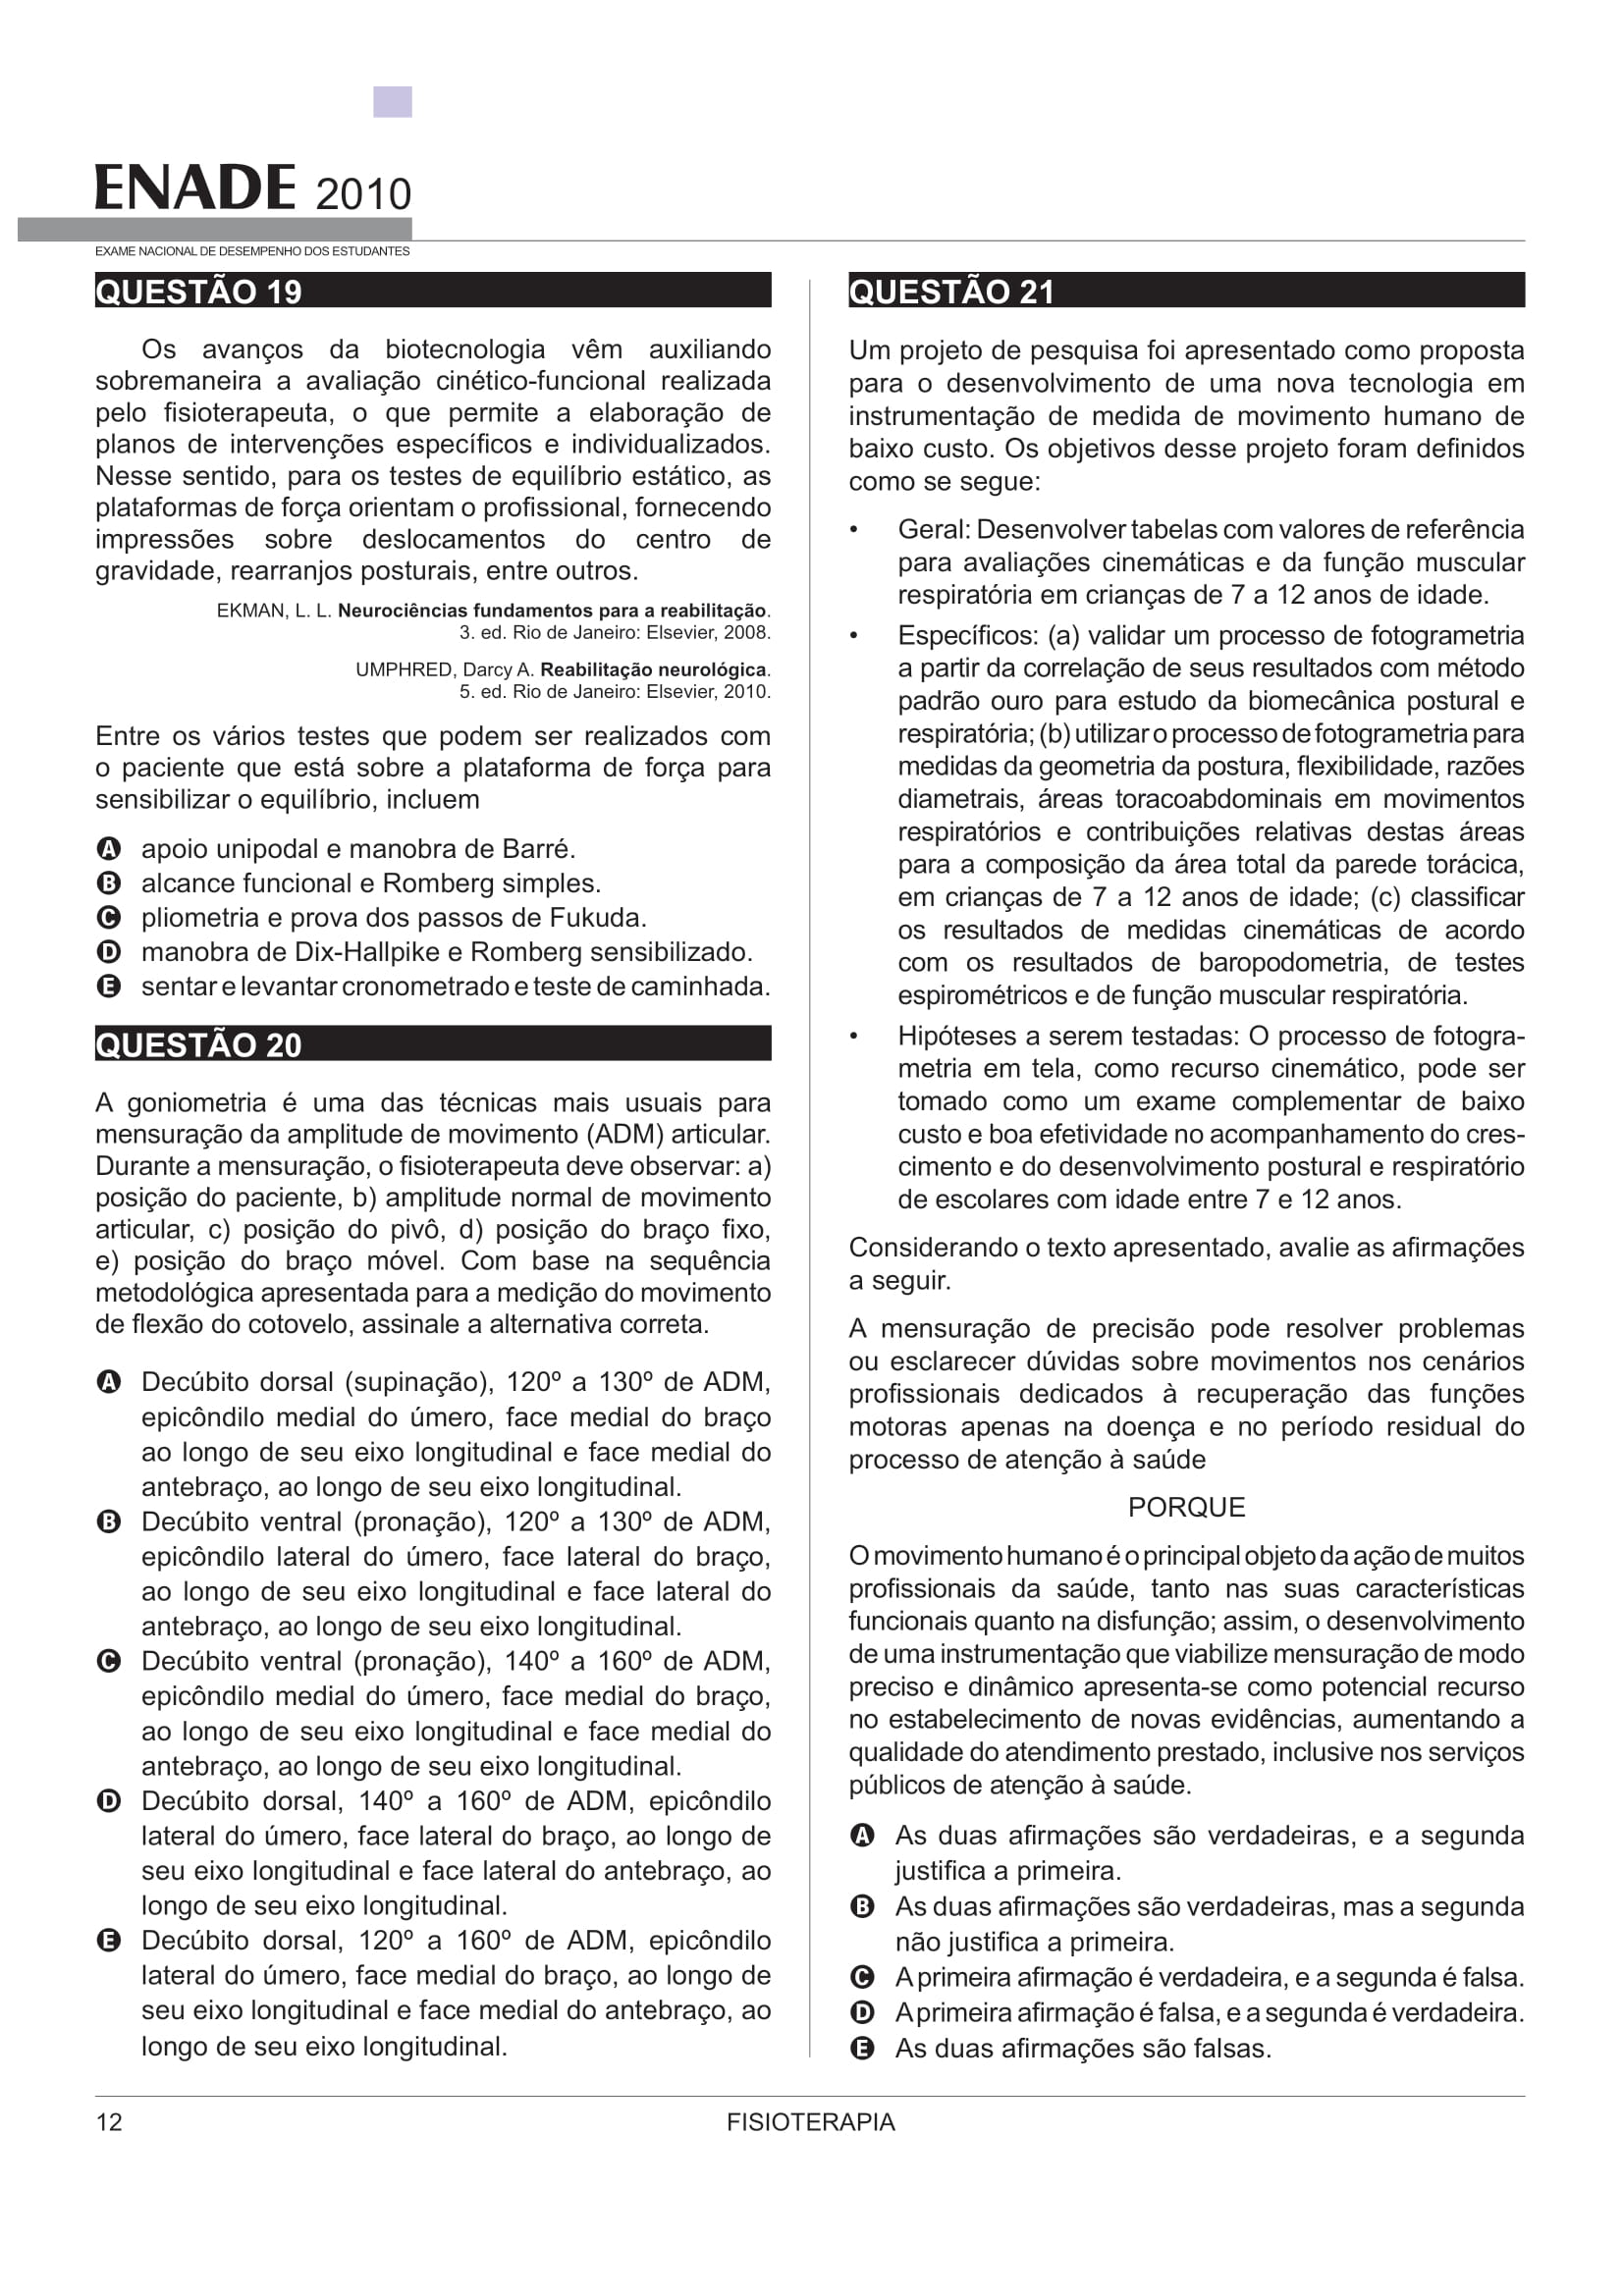 ENADE 2010
EXAME NACIONAL DE DESEMPENHO DOS ESTUDANTES
QUESTÃO 19
Os avanços da biotecnologia vêm auxiliando
sobremaneira a avaliação cinético-funcional realizada
pelo fisioterapeuta, o que permite a elaboração de
planos de intervenções específicos e individualizados.
Nesse sentido, para os testes de equilíbrio estático, as
plataformas de força orientam o profissional, fornecendo
impressões sobre deslocamentos do centro de
gravidade, rearranjos posturais, entre outros.
EKMAN, L. L. Neurociências fundamentos para a reabilitação.
3. ed. Rio de Janeiro: Elsevier, 2008.
UMPHRED, Darcy A. Reabilitação neurológica.
5. ed. Rio de Janeiro: Elsevier, 2010.
Entre os vários testes que podem ser realizados com
o paciente que está sobre a plataforma de força para
sensibilizar o equilíbrio, incluem
A apoio unipodal e manobra de Barré.
B alcance funcional e Romberg simples.
C pliometria e prova dos passos de Fukuda.
D manobra de Dix-Hallpike e Romberg sensibilizado.
E sentar e levantar cronometrado e teste de caminhada.
QUESTÃO 20
A goniometria é uma das técnicas mais usuais para
mensuração da amplitude de movimento (ADM) articular.
Durante a mensuração, o fisioterapeuta deve observar: a)
posição do paciente, b) amplitude normal de movimento
articular, c) posição do pivô, d) posição do braço fixo,
e) posição do braço móvel. Com base na sequência
metodológica apresentada para a medição do movimento
de flexão do cotovelo, assinale a alternativa correta.
A Decúbito dorsal (supinação), 120º a 130º de ADM,
epicôndilo medial do úmero, face medial do braço
ao longo de seu eixo longitudinal e face medial do
antebraço, ao longo de seu eixo longitudinal.
B Decúbito ventral (pronação), 120º a 130º de ADM,
epicôndilo lateral do úmero, face lateral do braço,
ao longo de seu eixo longitudinal e face lateral do
antebraço, ao longo de seu eixo longitudinal.
C Decúbito ventral (pronação), 140º a 160º de ADM,
epicôndilo medial do úmero, face medial do braço,
ao longo de seu eixo longitudinal e face medial do
antebraço, ao longo de seu eixo longitudinal.
D Decúbito dorsal, 140º a 160º de ADM, epicôndilo
lateral do úmero, face lateral do braço, ao longo de
seu eixo longitudinal e face lateral do antebraço, ao
longo de seu eixo longitudinal.
E Decúbito dorsal, 120º a 160º de ADM, epicôndilo
lateral do úmero, face medial do braço, ao longo de
seu eixo longitudinal e face medial do antebraço, ao
longo de seu eixo longitudinal.
QUESTÃO 21
Um projeto de pesquisa foi apresentado como proposta
para o desenvolvimento de uma nova tecnologia em
instrumentação de medida de movimento humano de
baixo custo. Os objetivos desse projeto foram definidos
como se segue:
• Geral: Desenvolver tabelas com valores de referência
para avaliações cinemáticas e da função muscular
respiratória em crianças de 7 a 12 anos de idade.
• Específicos: (a) validar um processo de fotogrametria
a partir da correlação de seus resultados com método
padrão ouro para estudo da biomecânica postural e
respiratória; (b) utilizar o processo de fotogrametria para
medidas da geometria da postura, flexibilidade, razões
diametrais, áreas toracoabdominais em movimentos
respiratórios e contribuições relativas destas áreas
para a composição da área total da parede torácica,
em crianças de 7 a 12 anos de idade; (c) classificar
os resultados de medidas cinemáticas de acordo
com os resultados de baropodometria, de testes
espirométricos e de função muscular respiratória.
• Hipóteses a serem testadas: O processo de fotogra-
metria em tela, como recurso cinemático, pode ser
tomado como um exame complementar de baixo
custo e boa efetividade no acompanhamento do cres-
cimento e do desenvolvimento postural e respiratório
de escolares com idade entre 7 e 12 anos.
Considerando o texto apresentado, avalie as afirmações
a seguir.
A mensuração de precisão pode resolver problemas
ou esclarecer dúvidas sobre movimentos nos cenários
profissionais dedicados à recuperação das funções
motoras apenas na doença e no período residual do
processo de atenção à saúde
PORQUE
O movimento humano é o principal objeto da ação de muitos
profissionais da saúde, tanto nas suas características
funcionais quanto na disfunção; assim, o desenvolvimento
de uma instrumentação que viabilize mensuração de modo
preciso e dinâmico apresenta-se como potencial recurso
no estabelecimento de novas evidências, aumentando a
qualidade do atendimento prestado, inclusive nos serviços
públicos de atenção à saúde.
A As duas afirmações são verdadeiras, e a segunda
justifica a primeira.
B As duas afirmações são verdadeiras, mas a segunda
não justifica a primeira.
C A primeira afirmação é verdadeira, e a segunda é falsa.
D A primeira afirmação é falsa, e a segunda é verdadeira.
E As duas afirmações são falsas.
12
FISIOTERAPIA